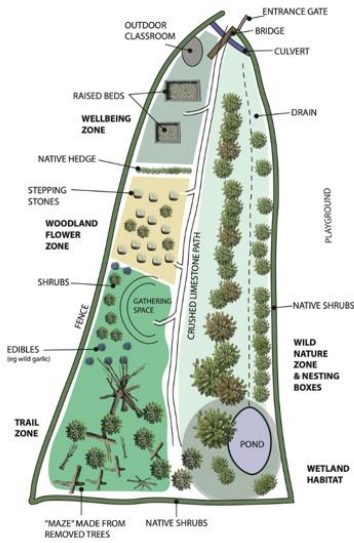 ENTRANCE GATE
OUTDOOR
CLASSROOM
BRIDGE
CULVERT
RAISED BEDS
DRAIN
WELLBEING
ZONE
NATIVE HEDGE
STEPPING
STONES
WOODLAND
FLOWER
ZONE
PLAYGROUND
CRUSHED LIMESTONE PATH
SHRUBS
GATHERING
SPACE
FENCE
NATIVE SHRUBS
EDIBLES
(eg wild garlic)
WILD
NATURE
ZONE
& NESTING
BOXES
TRAIL
ZONE
POND
WETLAND
HABITAT
"MAZE" MADE FROM
REMOVED TREES
NATIVE SHRUBS